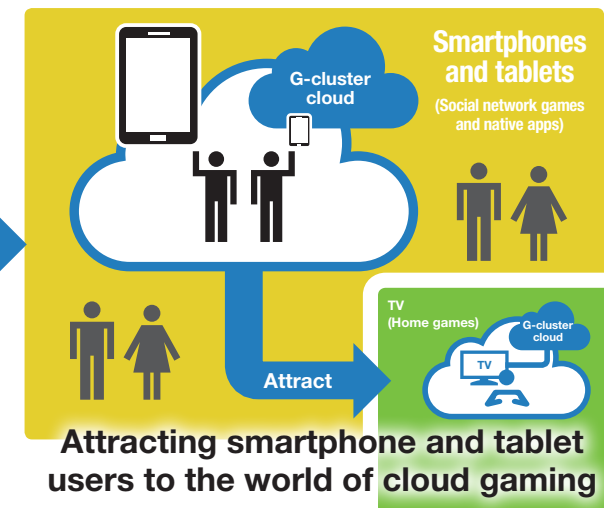 Smartphones
and tablets
(Social network games
and native apps)
G-cluster
cloud
TV
(Home games)
G-cluster
cloud
TV
Attract
Attracting smartphone and tablet
users to the world of cloud gaming